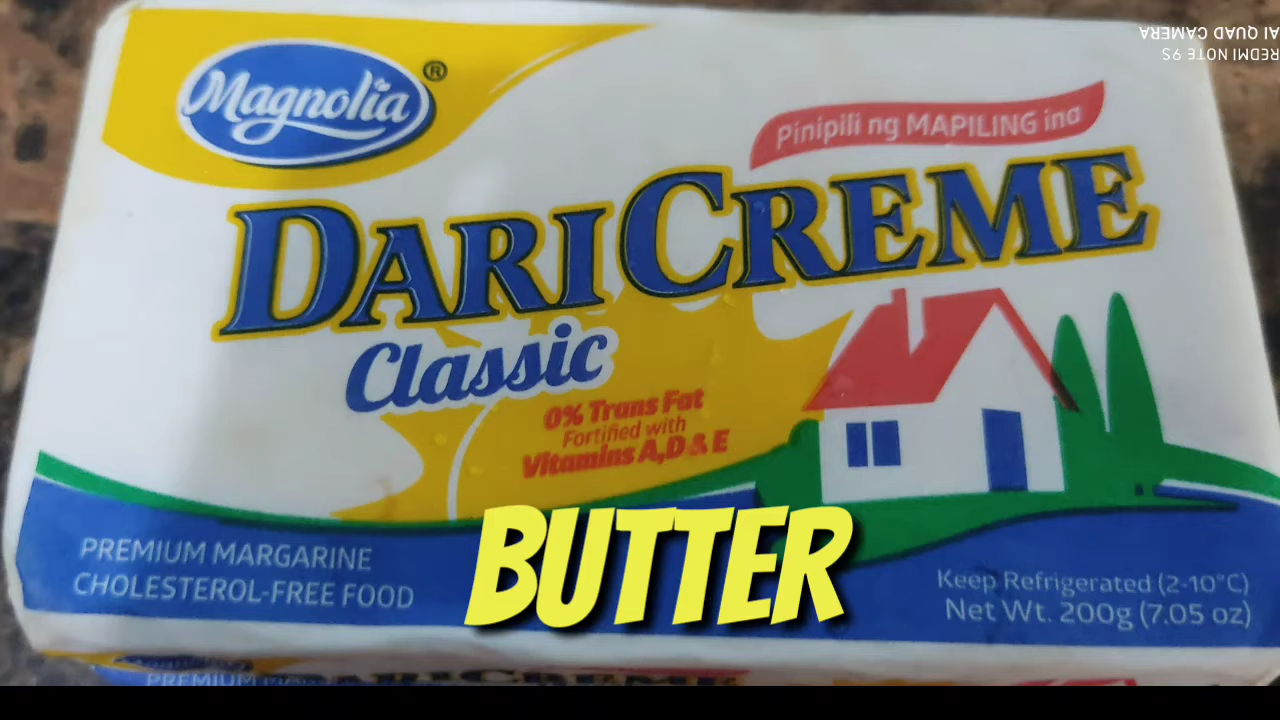 AI QUAD CAMERA
REDMI NOTE 9S
Magnolia®
Pinipili ng MAPILING ina
DARI CREME
Classic
0% Trans Fat
Fortified with
Vitamins A,D & E
BUTTER
PREMIUM MARGARINE
CHOLESTEROL-FREE FOOD
Keep Refrigerated (2-10°C)
Net Wt. 200g (7.05 oz)